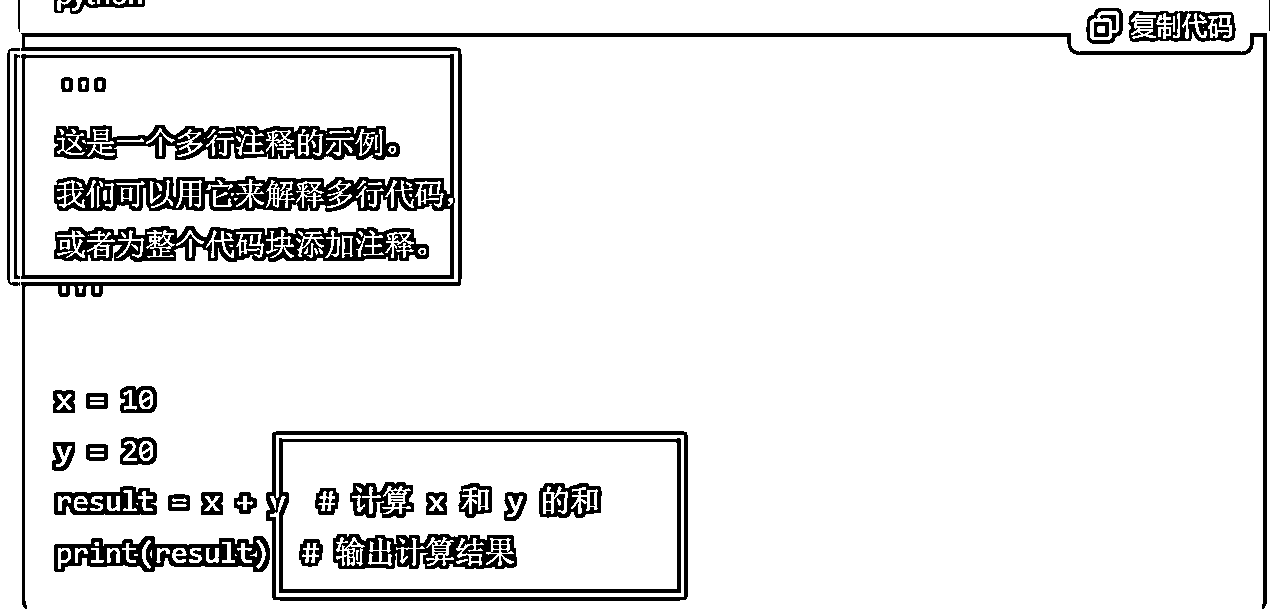 python
复制代码
"""
这是一个多行注释的示例。
我们可以用它来解释多行代码，
或者为整个代码块添加注释。
"""
x = 10
y = 20
result = x + y  # 计算 x 和 y 的和
print(result)  # 输出计算结果